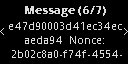 Message (6/7)
e47d90003d41ec34ec
< aeda94 Nonce: >
2b02c8a0-f74f-4554-